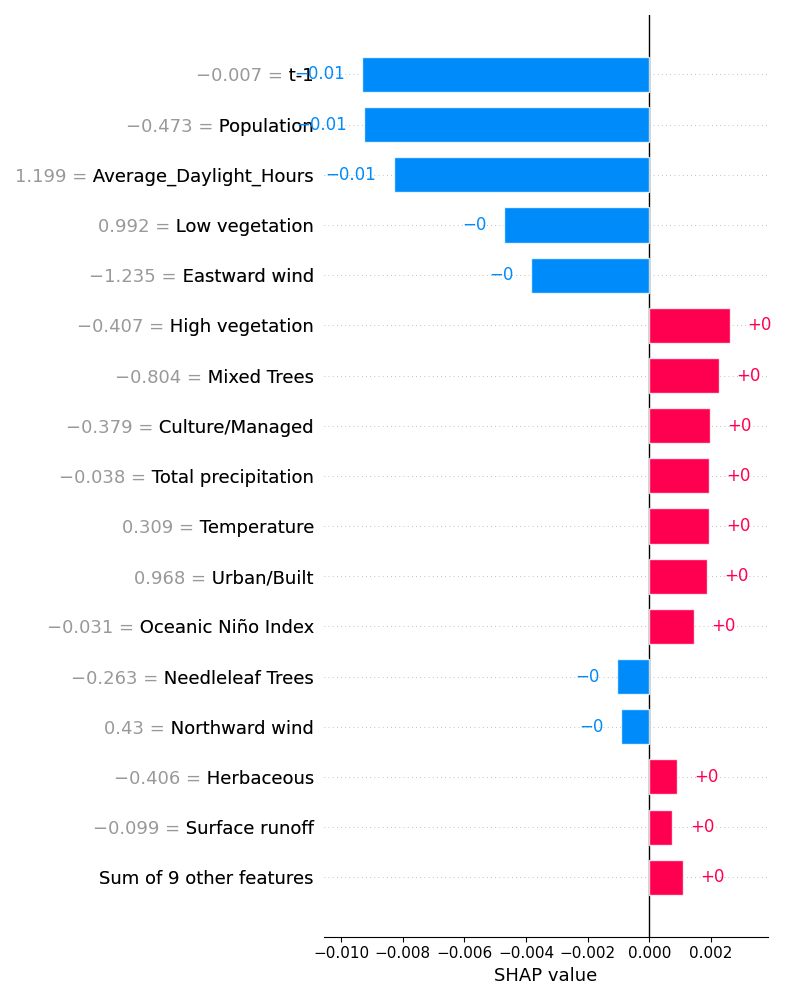 −0.007 = t-1 −0.01
−0.473 = Population −0.01
1.199 = Average_Daylight_Hours −0.01
0.992 = Low vegetation −0
−1.235 = Eastward wind −0
−0.407 = High vegetation +0
−0.804 = Mixed Trees +0
−0.379 = Culture/Managed +0
−0.038 = Total precipitation +0
0.309 = Temperature +0
0.968 = Urban/Built +0
−0.031 = Oceanic Niño Index +0
−0.263 = Needleleaf Trees −0
0.43 = Northward wind −0
−0.406 = Herbaceous +0
−0.099 = Surface runoff +0
Sum of 9 other features +0
−0.010 −0.008 −0.006 −0.004 −0.002 0.000 0.002
SHAP value